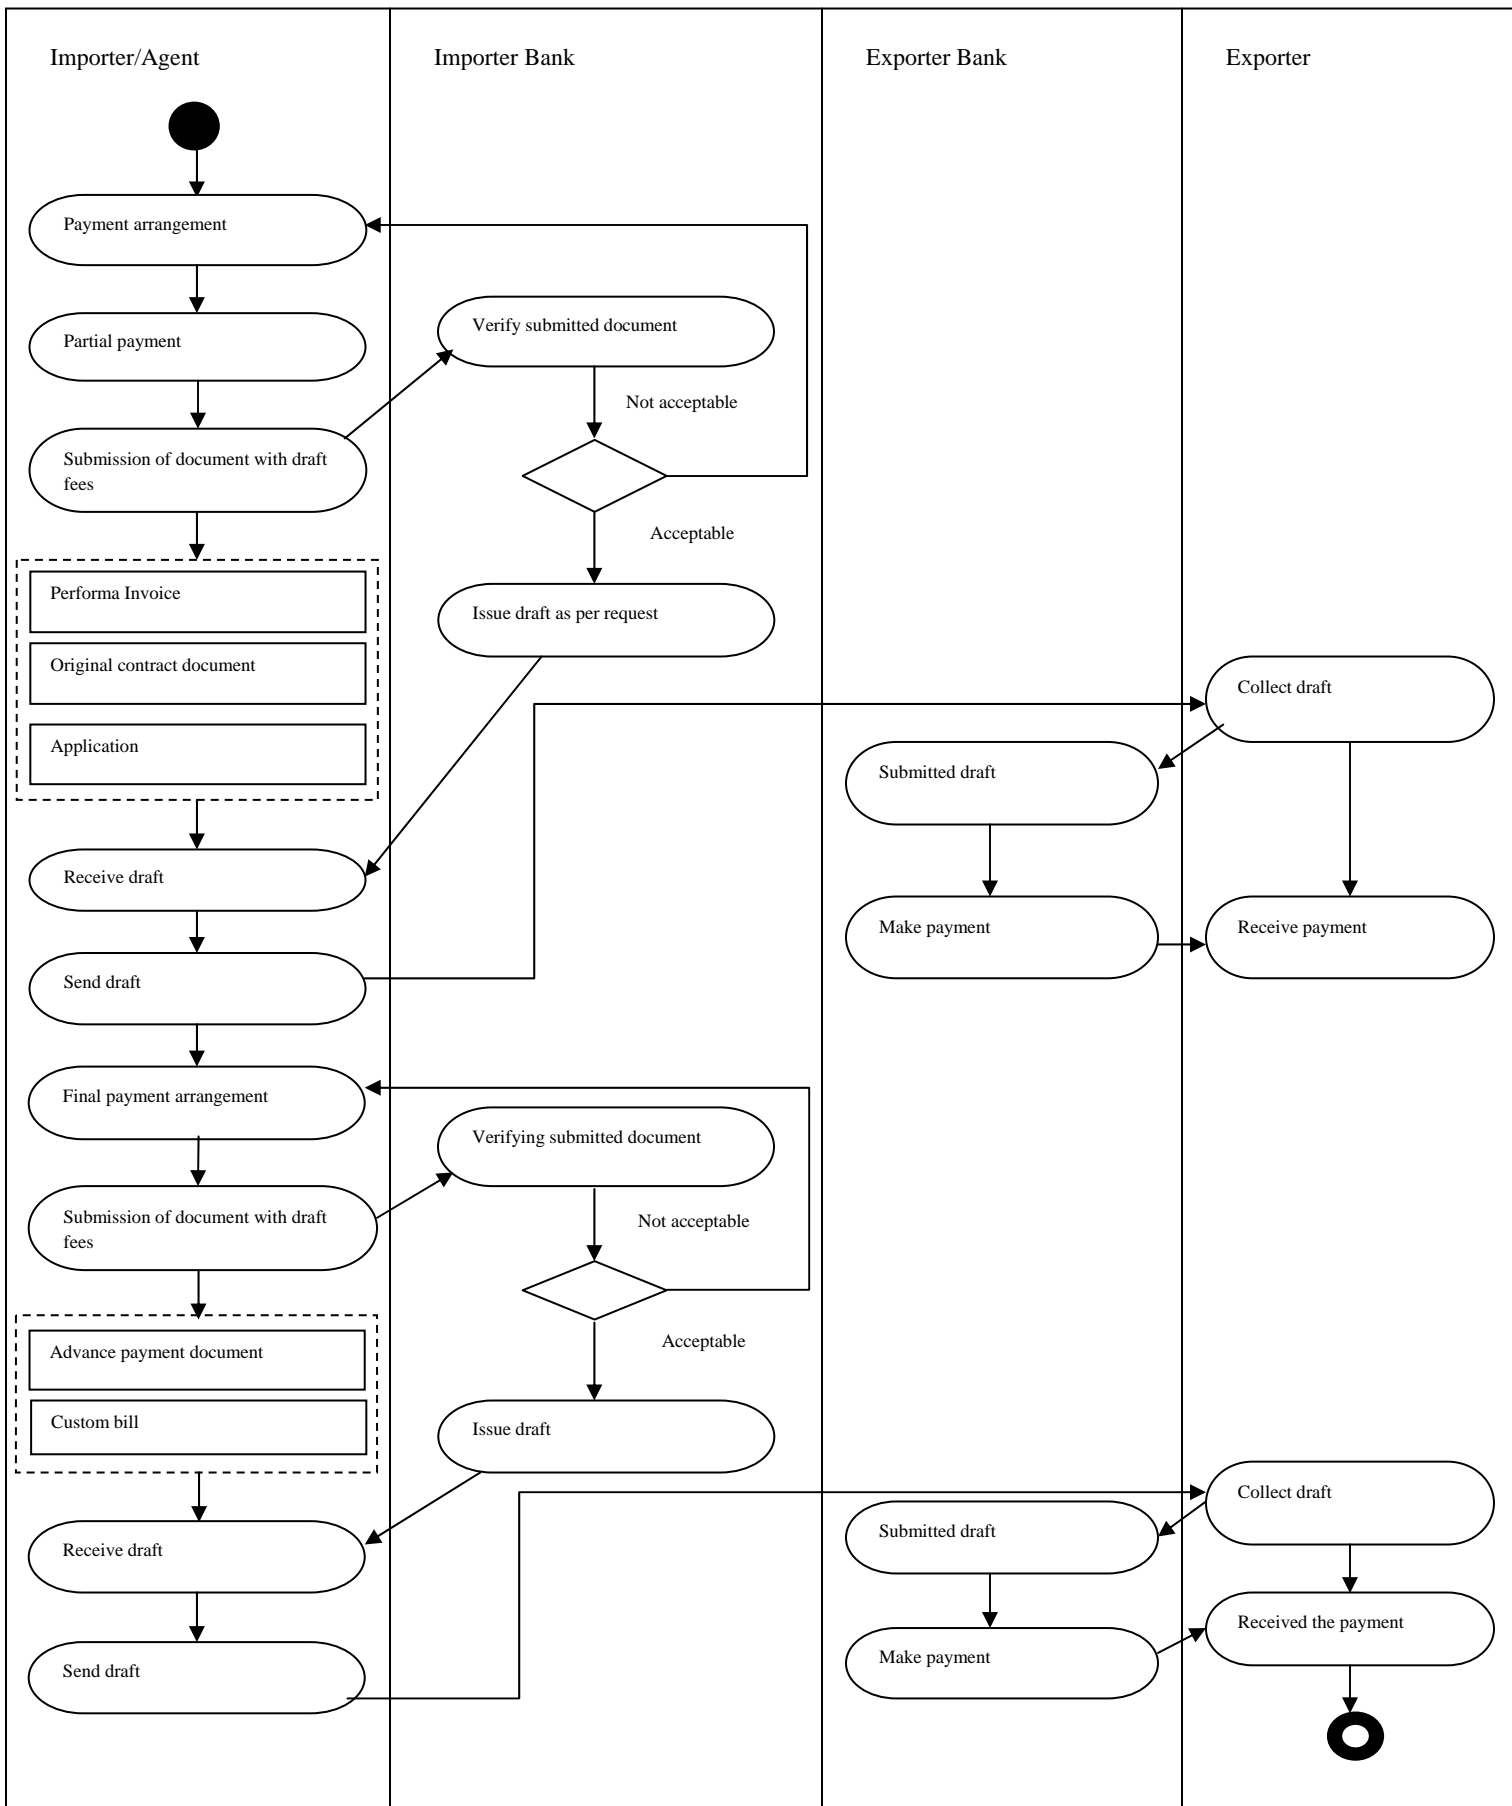 Importer/Agent
Importer Bank
Exporter Bank
Exporter
Payment arrangement
Partial payment
Submission of document with draft
fees
Performa Invoice
Original contract document
Application
Receive draft
Send draft
Final payment arrangement
Submission of document with draft
fees
Advance payment document
Custom bill
Receive draft
Send draft
Verify submitted document
Not acceptable
Acceptable
Issue draft as per request
Verifying submitted document
Not acceptable
Acceptable
Issue draft
Submitted draft
Make payment
Submitted draft
Make payment
Collect draft
Receive payment
Collect draft
Received the payment